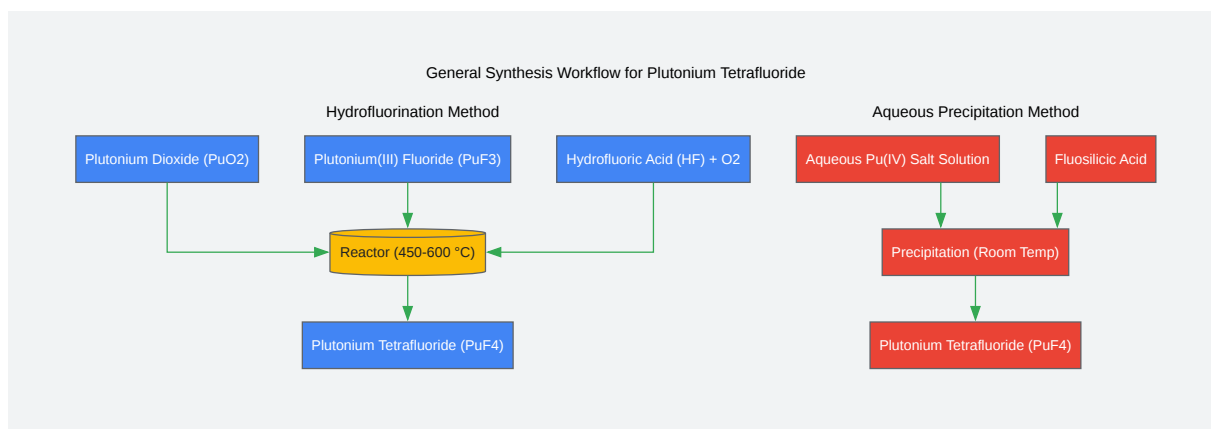 General Synthesis Workflow for Plutonium Tetrafluoride
Hydrofluorination Method
Aqueous Precipitation Method
Plutonium Dioxide (PuO2)
Plutonium(III) Fluoride (PuF3)
Hydrofluoric Acid (HF) + O2
Aqueous Pu(IV) Salt Solution
Fluosilicic Acid
Reactor (450-600 °C)
Precipitation (Room Temp)
Plutonium Tetrafluoride (PuF4)
Plutonium Tetrafluoride (PuF4)